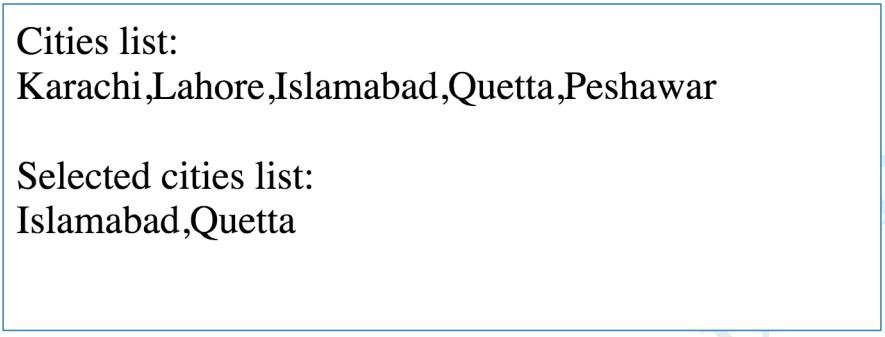 Cities list:
Karachi,Lahore,Islamabad,Quetta,Peshawar
Selected cities list:
Islamabad,Quetta